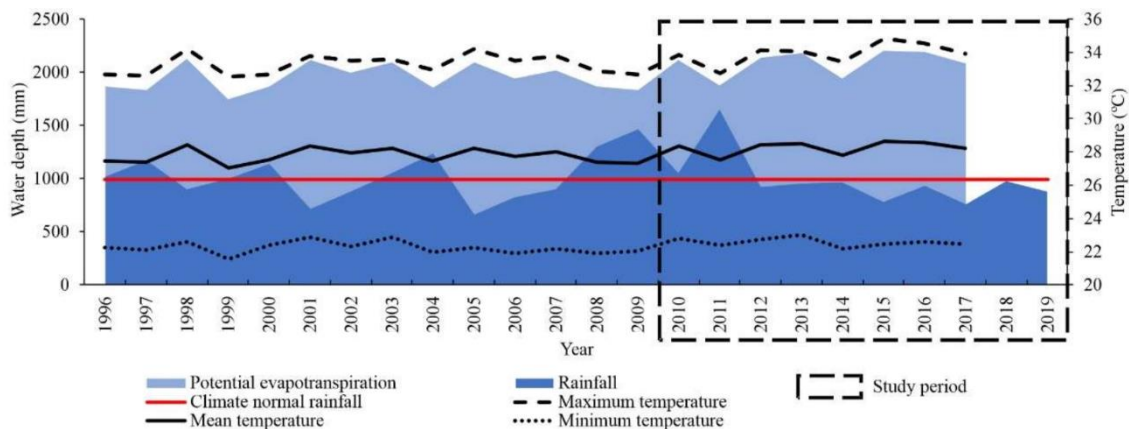 2500
2000
1500
1000
500
0
Water depth (mm)
36
34
32
30
28
26
24
22
20
Temperature (°C)
1996 1997 1998 1999 2000 2001 2002 2003 2004 2005 2006 2007 2008 2009 2010 2011 2012 2013 2014 2015 2016 2017 2018 2019
Year
Potential evapotranspiration Rainfall Study period
Climate normal rainfall Maximum temperature
Mean temperature Minimum temperature